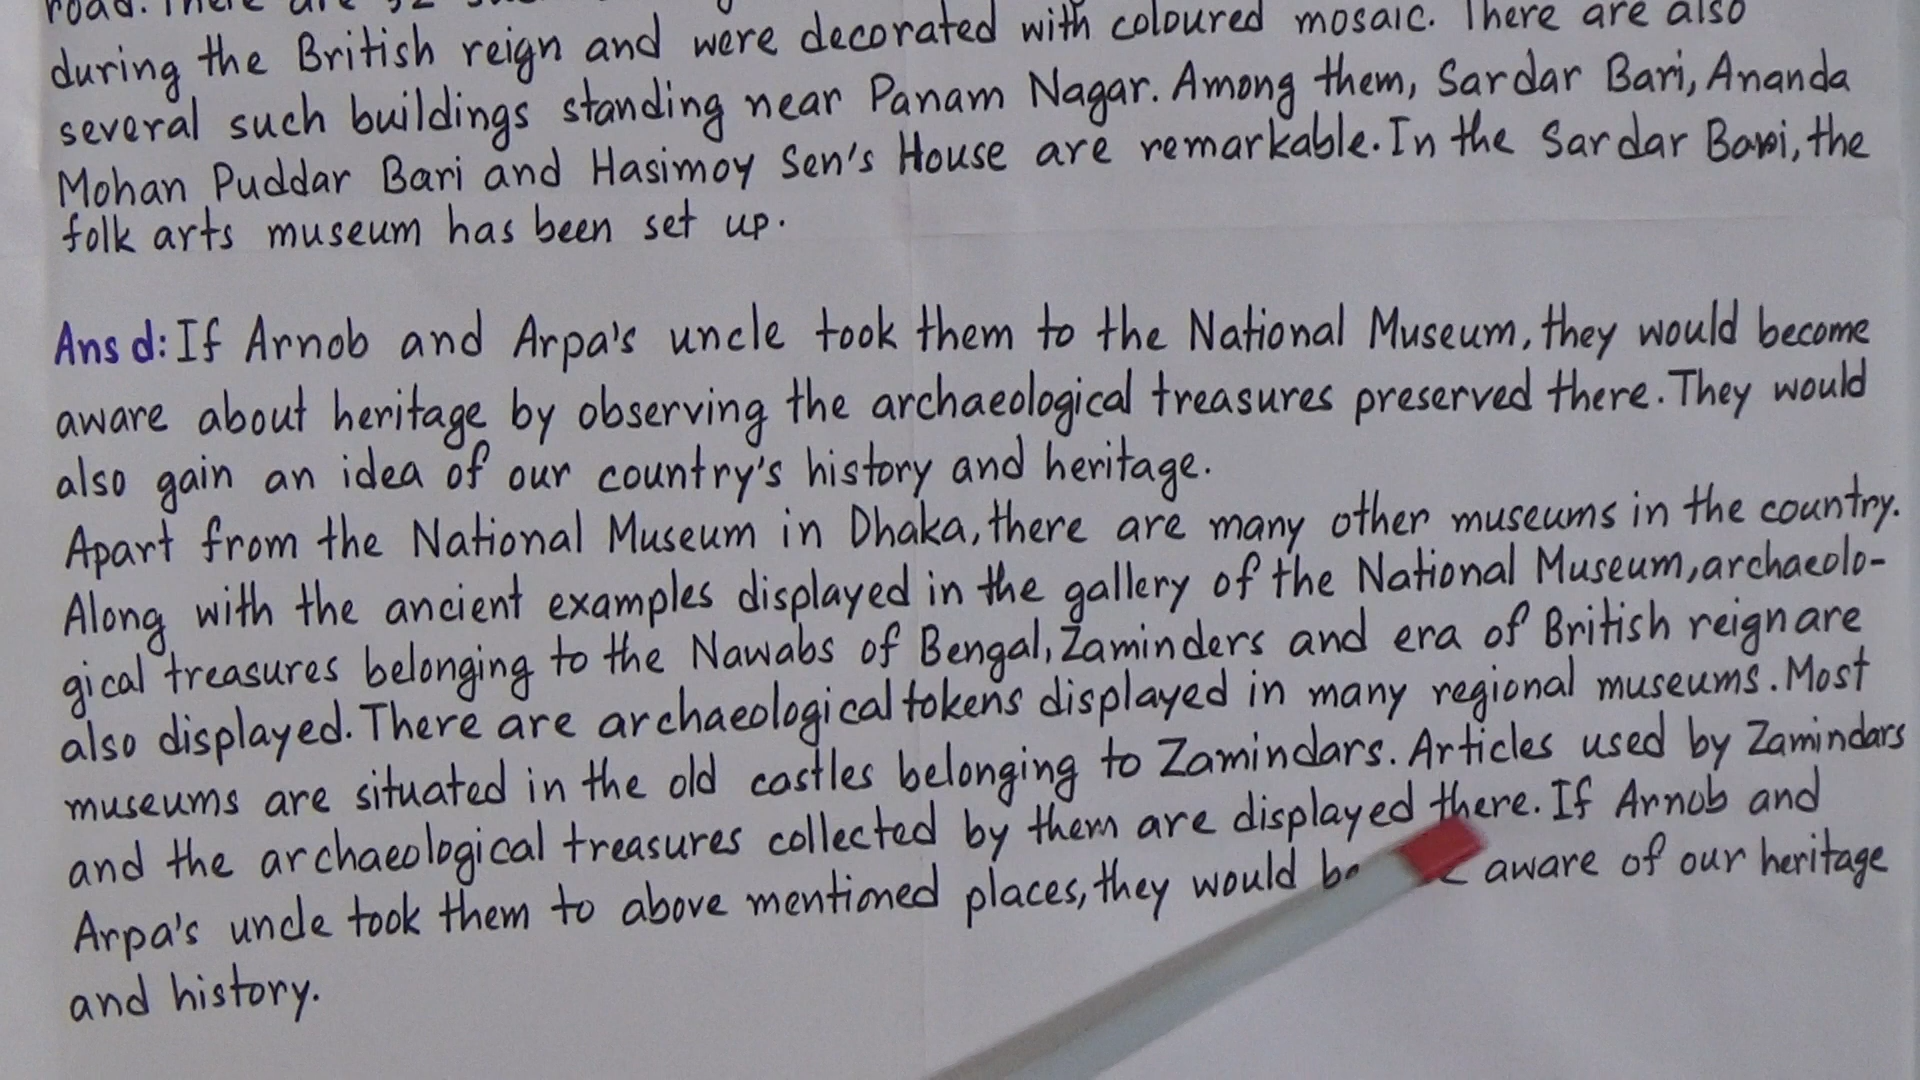 road. There are 32 such
during the British reign and were decorated with coloured mosaic. There are also
several such buildings standing near Panam Nagar. Among them, Sardar Bari, Ananda
Mohan Puddar Bari and Hasimoy Sen's House are remarkable. In the Sardar Bari, the
folk arts museum has been set up.
Ans d: If Arnob and Arpa's uncle took them to the National Museum, they would become
aware about heritage by observing the archaeological treasures preserved there. They would
also gain an idea of our country's history and heritage.
Apart from the National Museum in Dhaka, there are many other museums in the country.
Along with the ancient examples displayed in the gallery of the National Museum, archaeolo-
gical treasures belonging to the Nawabs of Bengal, Zaminders and era of British reign are
also displayed. There are archaeological tokens displayed in many regional museums. Most
museums are situated in the old castles belonging to Zamindars. Articles used by Zamindars
and the archaeological treasures collected by them are displayed there. If Arnob and
Arpa's uncle took them to above mentioned places, they would aware of our heritage
and history.